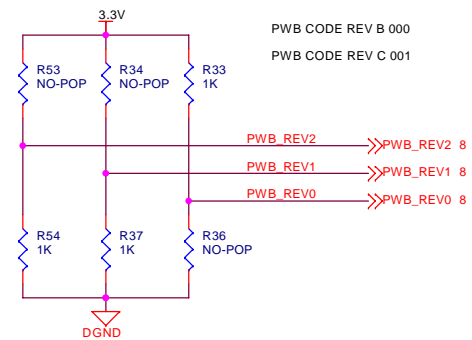 3.3V
PWB CODE REV B 000
PWB CODE REV C 001
R53
NO-POP
R34
NO-POP
R33
1K
PWB_REV2
PWB_REV2 8
PWB_REV1
PWB_REV1 8
PWB_REV0
PWB_REV0 8
R54
1K
R37
1K
R36
NO-POP
DGND